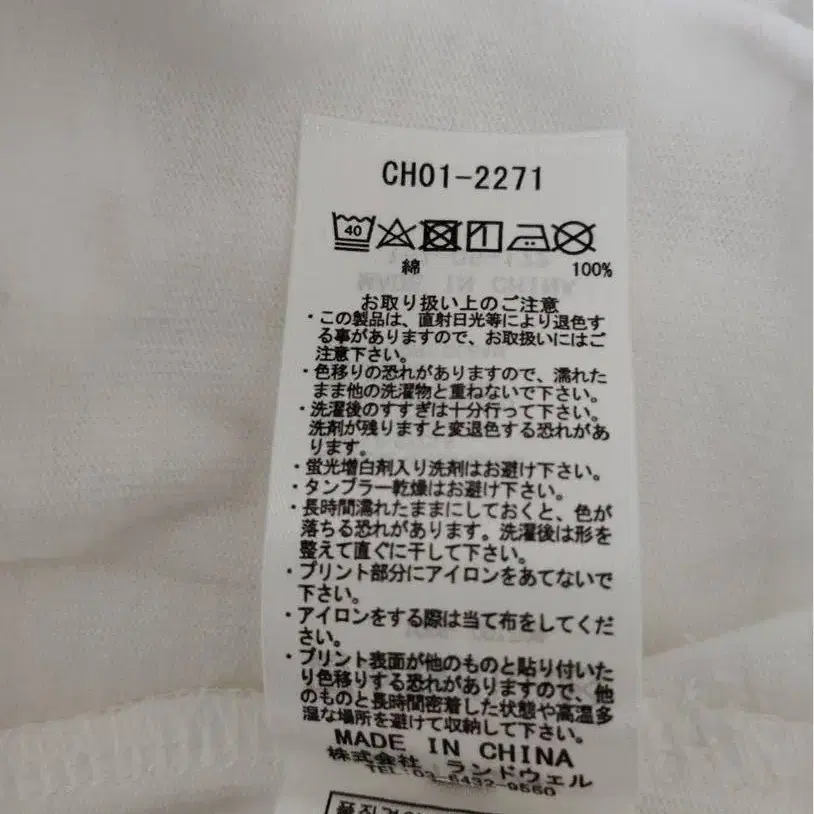 CH01-2271
40
綿 100%
お取り扱い上のご注意
・この製品は、直射日光等により退色す
る事がありますので、お取扱いにはご
注意下さい。
・色移りの恐れがありますので、濡れた
まま他の洗濯物と重ねないで下さい。
・洗濯後のすすぎは十分行って下さい。
洗剤が残りますと変退色する恐れがあ
ります。
・蛍光増白剤入り洗剤はお避け下さい。
・タンブラー乾燥はお避け下さい。
・長時間濡れたままにしておくと、色が
落ちる恐れがあります。洗濯後は形を
整えて直ぐに干して下さい。
・プリント部分にアイロンをあてないで
下さい。
・アイロンをする際は当て布をしてくだ
さい。
・プリント表面が他のものと貼り付いた
り色移りする恐れがありますので、他
のものと長時間密着した状態や高温多
湿な場所を避けて収納して下さい。
MADE IN CHINA
株式会社 ランドウェル
TEL:03-6432-9550